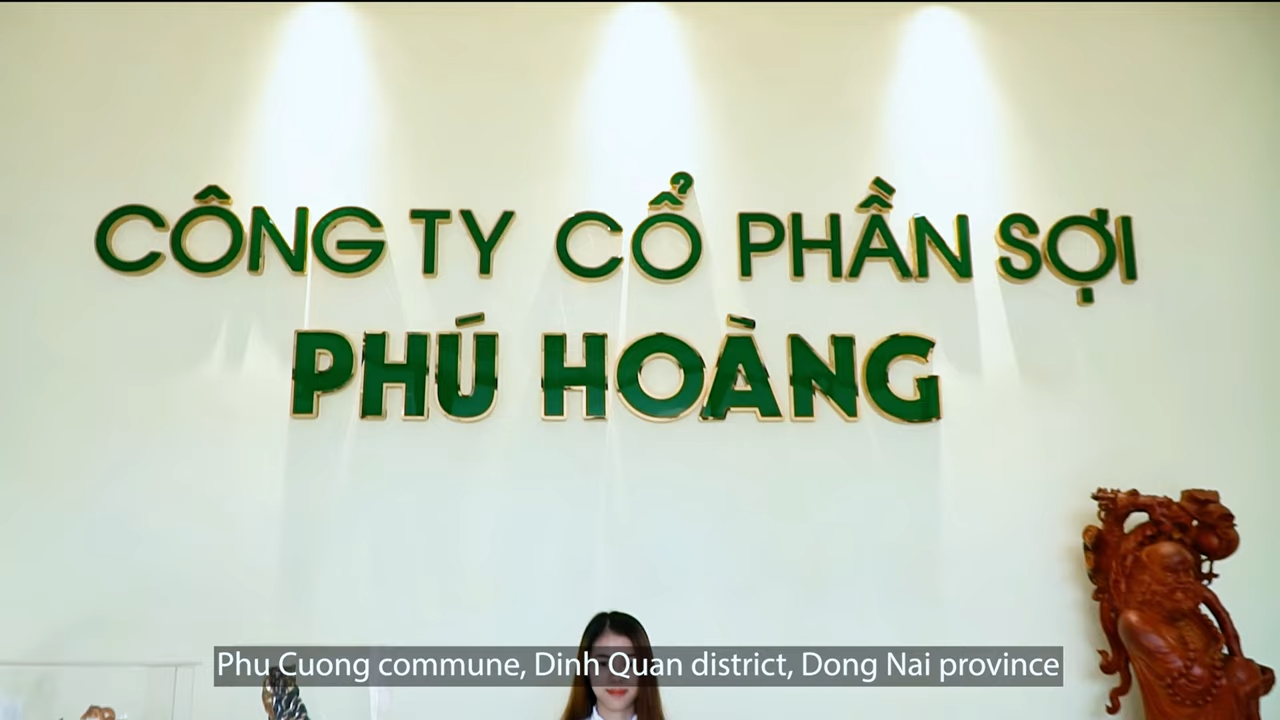 CÔNG TY CỔ PHẦN SỢI
PHÚ HOÀNG
Phu Cuong commune, Dinh Quan district, Dong Nai province